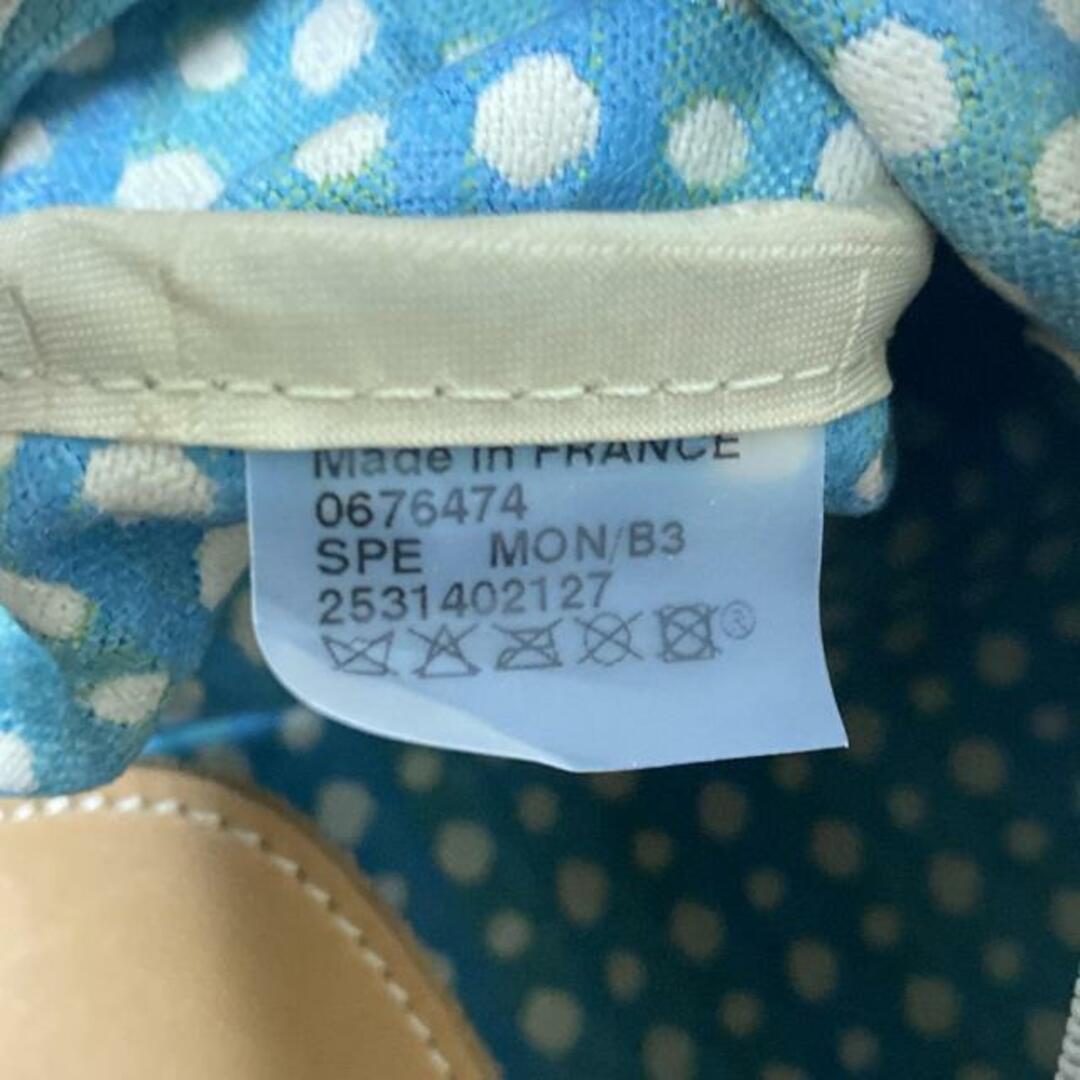 Made in FRANCE
0676474
SPE MON/B3
2531402127